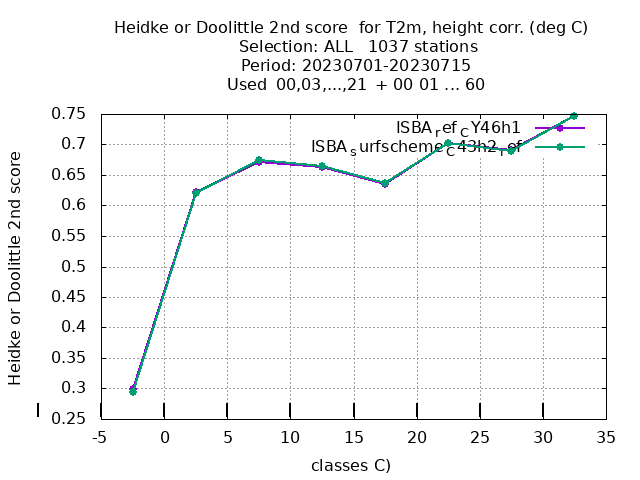 Heidke or Doolittle 2nd score  for T2m, height corr. (deg C)
Selection: ALL   1037 stations
Period: 20230701-20230715
Used  00,03,...,21  + 00 01 ... 60
ISBA_ref_CY46h1
ISBA_surfscheme_C43h2_ref
Heidke or Doolittle 2nd score
0.75
0.7
0.65
0.6
0.55
0.5
0.45
0.4
0.35
0.3
0.25
-5 0 5 10 15 20 25 30 35
classes C)